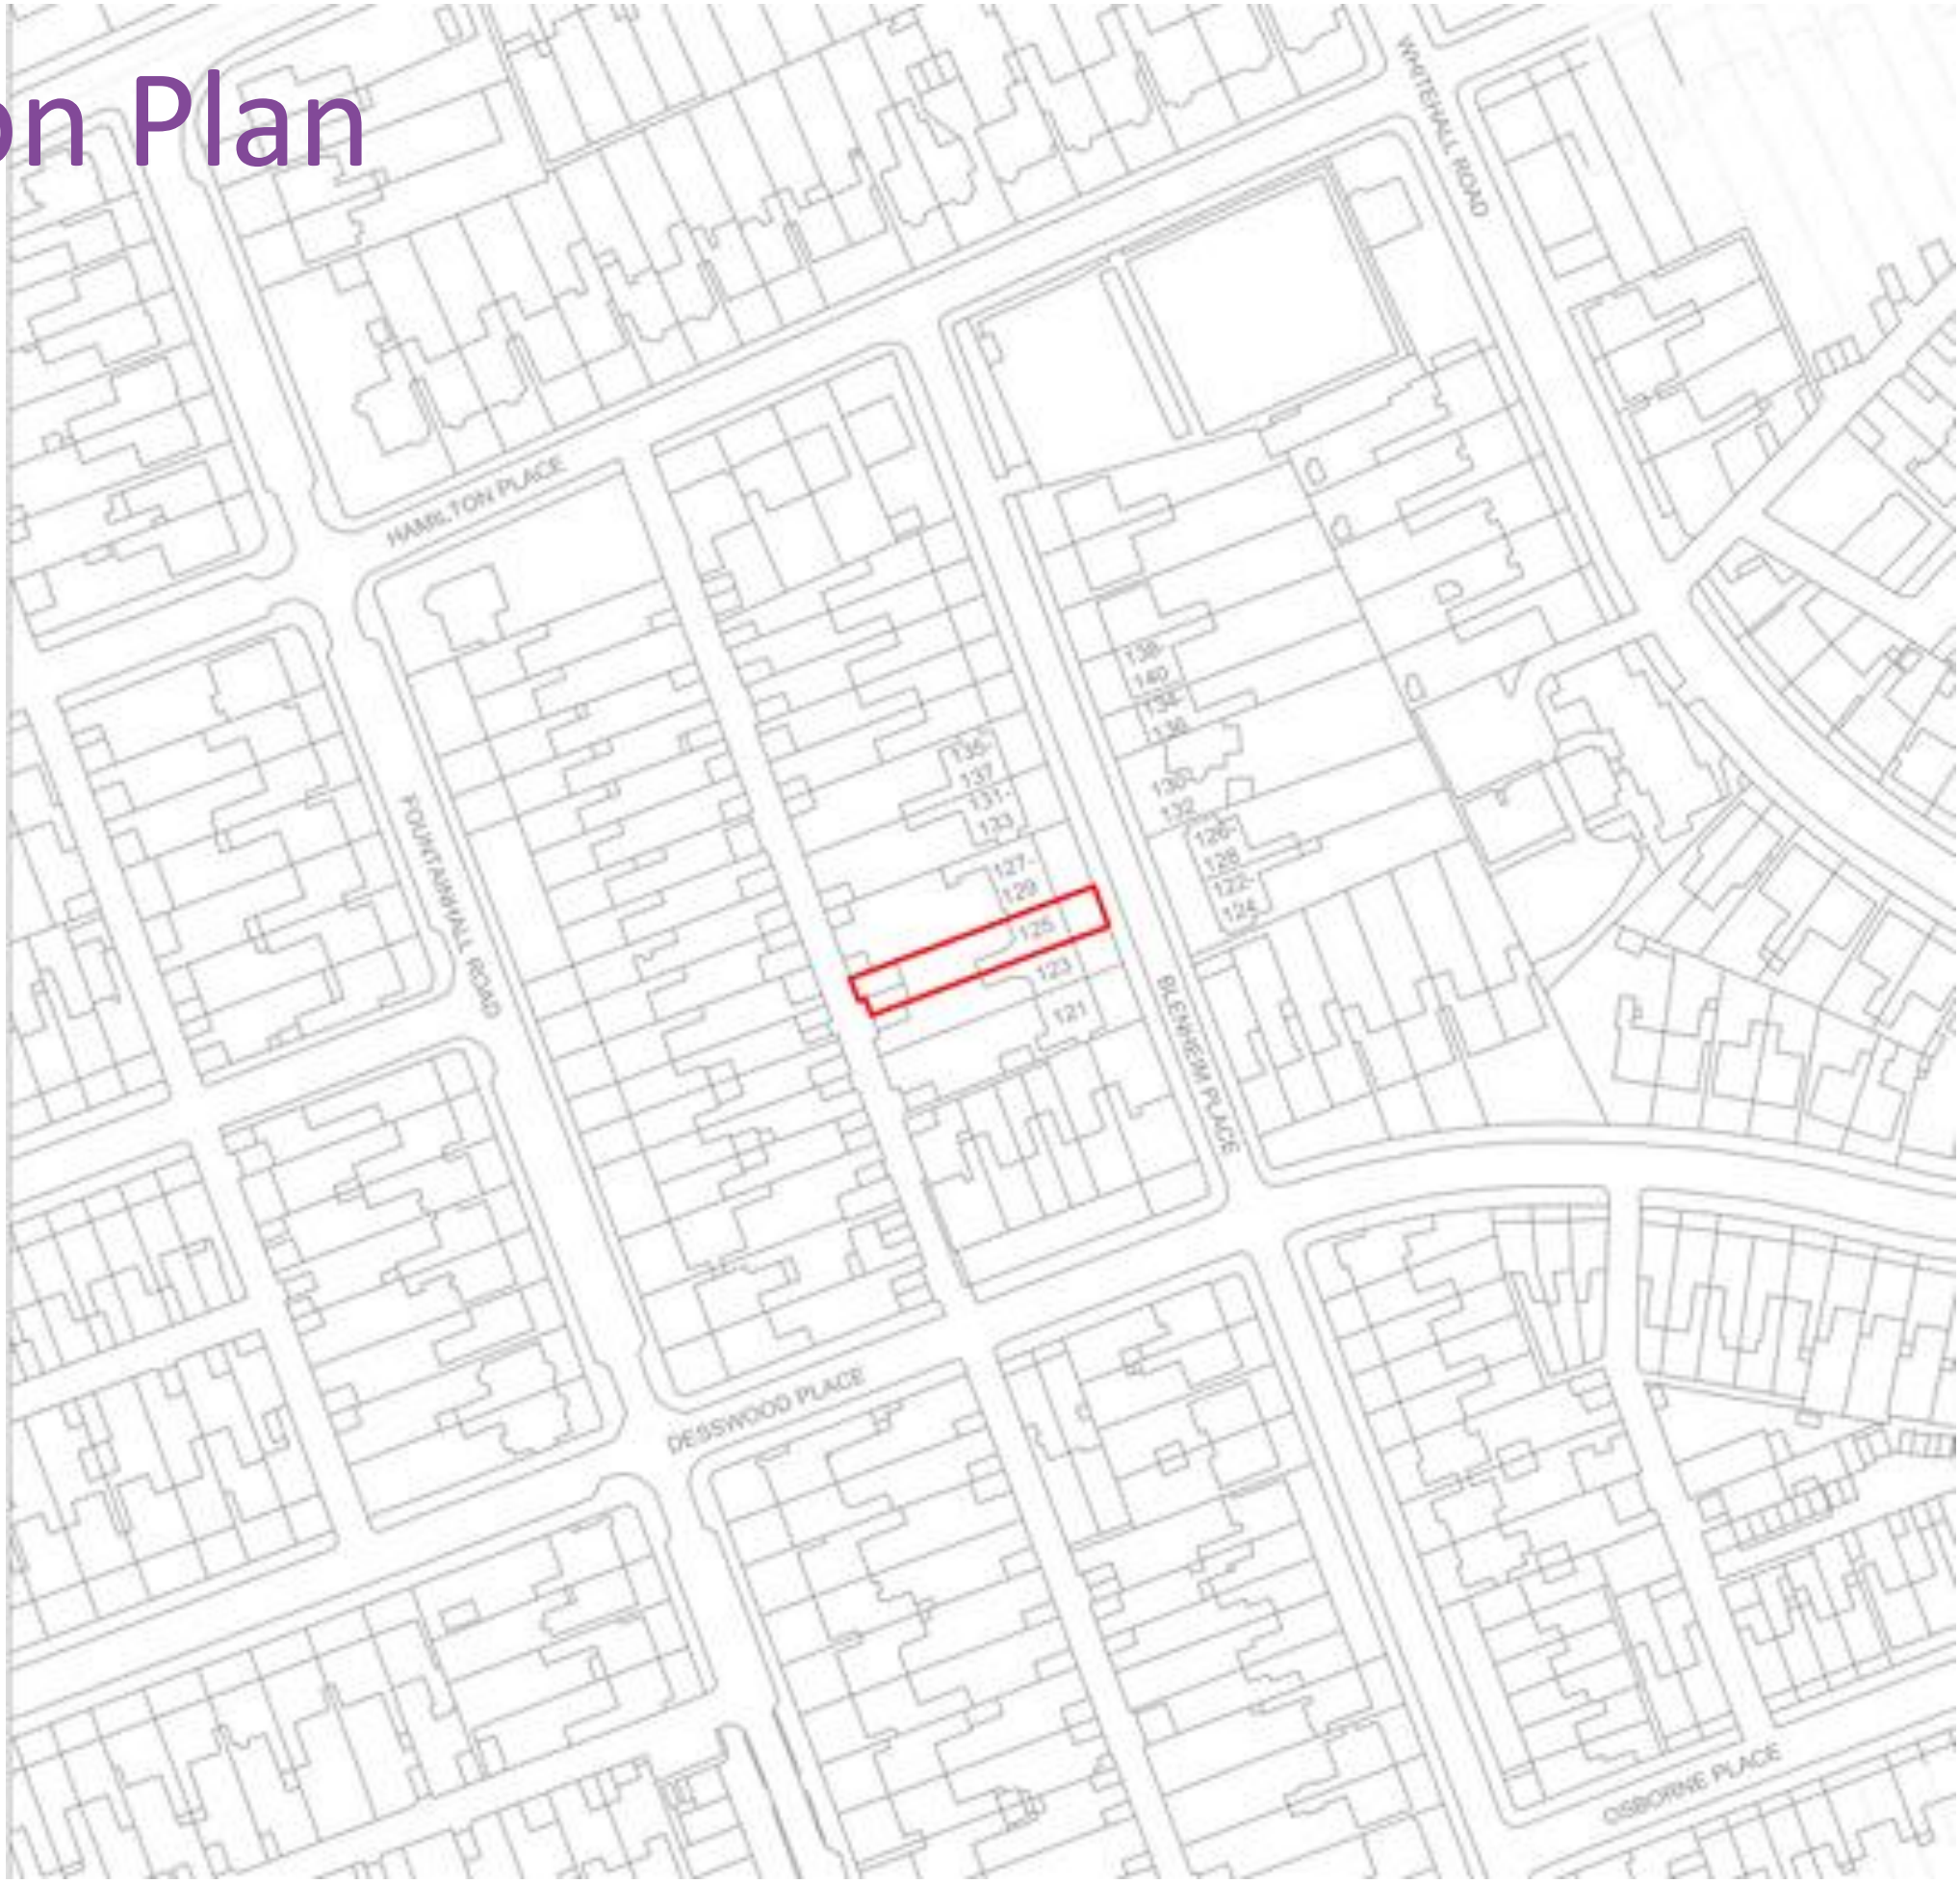 on Plan
WHITEHALL ROAD
HAMILTON PLACE
138-
140
134-
136
135-
137
130-
132
131-
133
126-
128
127-
129
122-
124
125
123
121
FOUNTAINHALL ROAD
BLENHEIM PLACE
DESSWOOD PLACE
OSBORNE PLACE